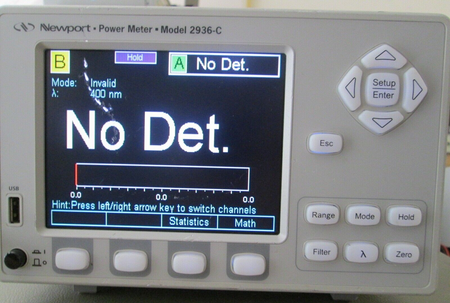 Newport • Power Meter • Model 2936-C
B Hold A No Det.
Mode: Invalid
λ: 400 nm
No Det.
0.0 0.0 0.0
Hint:Press left/right arrow key to switch channels
Statistics Math
Setup
Enter
Esc
Range Mode Hold
Filter λ Zero
USB